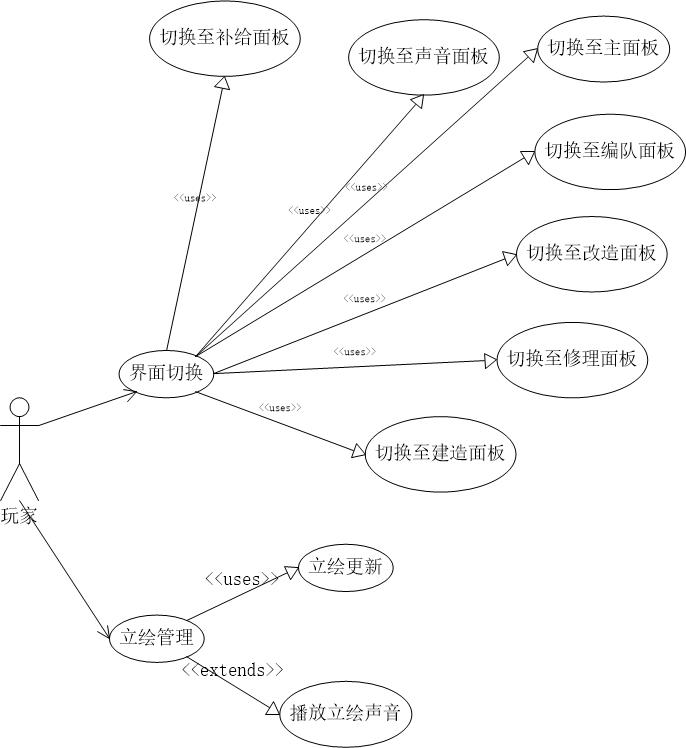 切换至补给面板
切换至声音面板
切换至主面板
切换至编队面板
切换至改造面板
切换至修理面板
切换至建造面板
<<uses>>
<<uses>>
<<uses>>
<<uses>>
<<uses>>
<<uses>>
<<uses>>
界面切换
玩家
立绘更新
<<uses>>
立绘管理
<<extends>>
播放立绘声音